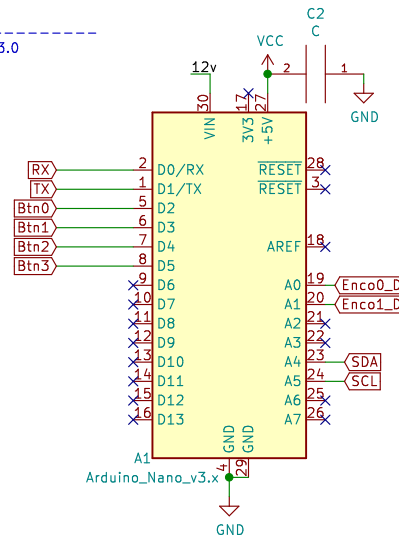 C2
C
3.0
VCC
12v
2
1
GND
30
17
27
VIN
3V3
+5V
RX 2 D0/RX RESET 28
TX 1 D1/TX RESET 3
Btn0 5 D2
Btn1 6 D3
Btn2 7 D4 AREF 18
Btn3 8 D5
9 D6 A0 19 Enco0_D
10 D7 A1 20 Enco1_D
11 D8 A2 21
12 D9 A3 22
13 D10 A4 23 SDA
14 D11 A5 24 SCL
15 D12 A6 25
16 D13 A7 26
GND
GND
A1
4
29
Arduino_Nano_v3.x
GND